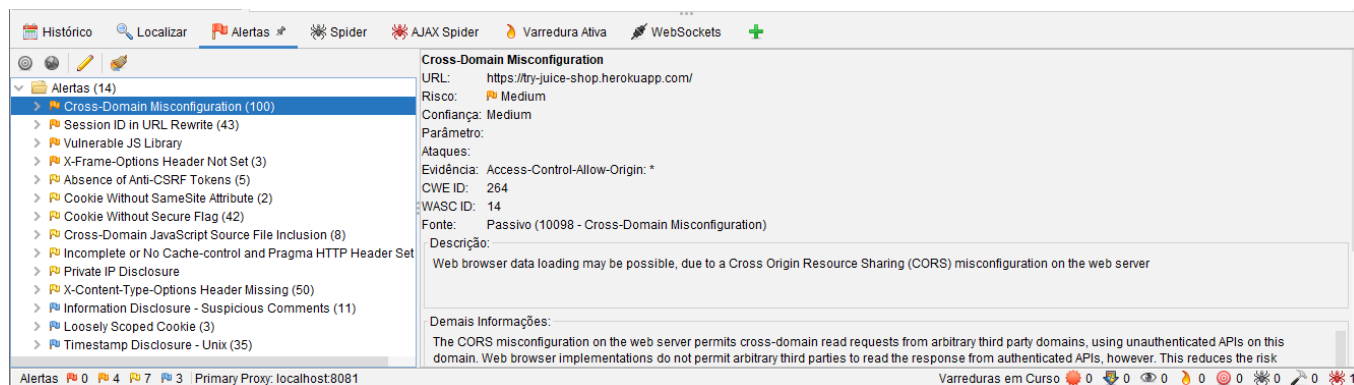 Histórico Localizar Alertas Spider AJAX Spider Varredura Ativa WebSockets
Alertas (14)
Cross-Domain Misconfiguration (100)
Session ID in URL Rewrite (43)
Vulnerable JS Library
X-Frame-Options Header Not Set (3)
Absence of Anti-CSRF Tokens (5)
Cookie Without SameSite Attribute (2)
Cookie Without Secure Flag (42)
Cross-Domain JavaScript Source File Inclusion (8)
Incomplete or No Cache-control and Pragma HTTP Header Set
Private IP Disclosure
X-Content-Type-Options Header Missing (50)
Information Disclosure - Suspicious Comments (11)
Loosely Scoped Cookie (3)
Timestamp Disclosure - Unix (35)
Cross-Domain Misconfiguration
URL: https://try-juice-shop.herokuapp.com/
Risco: Medium
Confiança: Medium
Parâmetro:
Ataques:
Evidência: Access-Control-Allow-Origin: *
CWE ID: 264
WASC ID: 14
Fonte: Passivo (10098 - Cross-Domain Misconfiguration)
Descrição:
Web browser data loading may be possible, due to a Cross Origin Resource Sharing (CORS) misconfiguration on the web server
Demais Informações:
The CORS misconfiguration on the web server permits cross-domain read requests from arbitrary third party domains, using unauthenticated APIs on this
domain. Web browser implementations do not permit arbitrary third parties to read the response from authenticated APIs, however. This reduces the risk
Alertas 0 4 7 3 Primary Proxy: localhost:8081 Varreduras em Curso 0 0 0 0 0 0 0 1